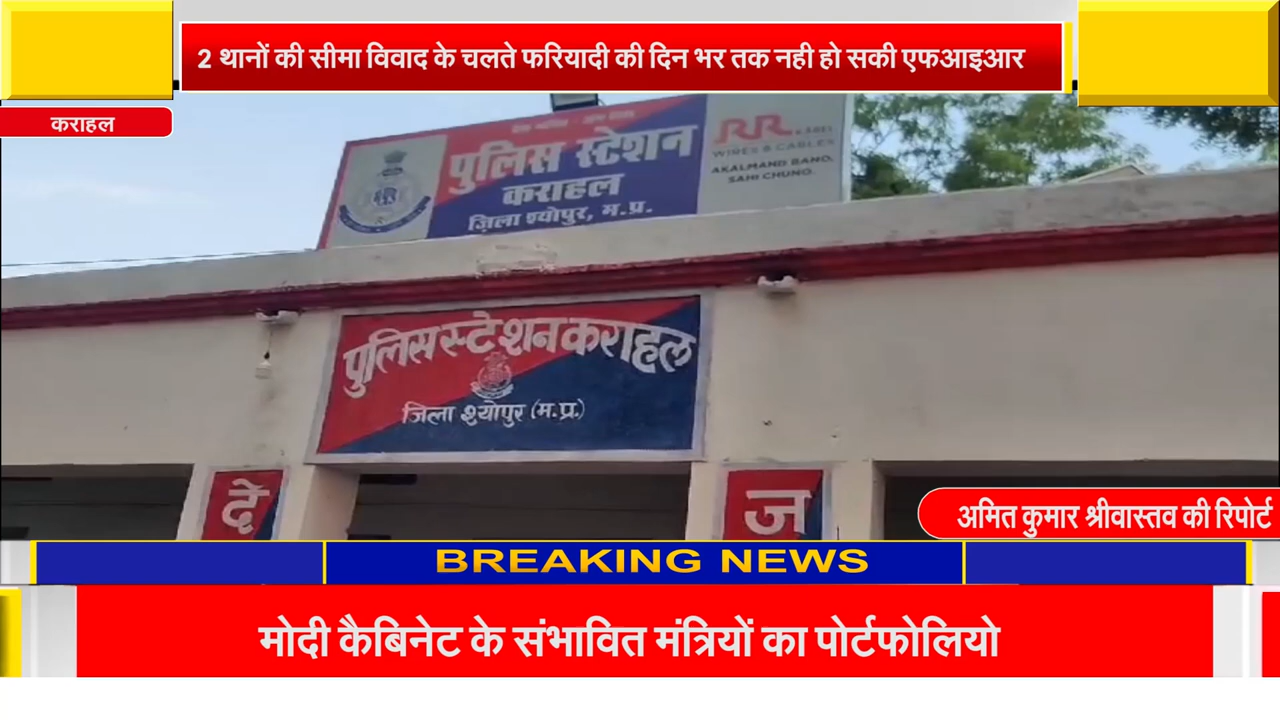 2 थानों की सीमा विवाद के चलते फरियादी की दिन भर तक नही हो सकी एफआइआर
कराहल
पुलिस स्टेशन
कराहल
ज़िला श्योपुर, म.प्र.
RR KABEL
WIRES & CABLES
AKALMAND BANO.
SAHI CHUNO.
पुलिस स्टेशन कराहल
जिला श्योपुर (म.प्र.)
दे
ज
अमित कुमार श्रीवास्तव की रिपोर्ट
BREAKING NEWS
मोदी कैबिनेट के संभावित मंत्रियों का पोर्टफोलियो